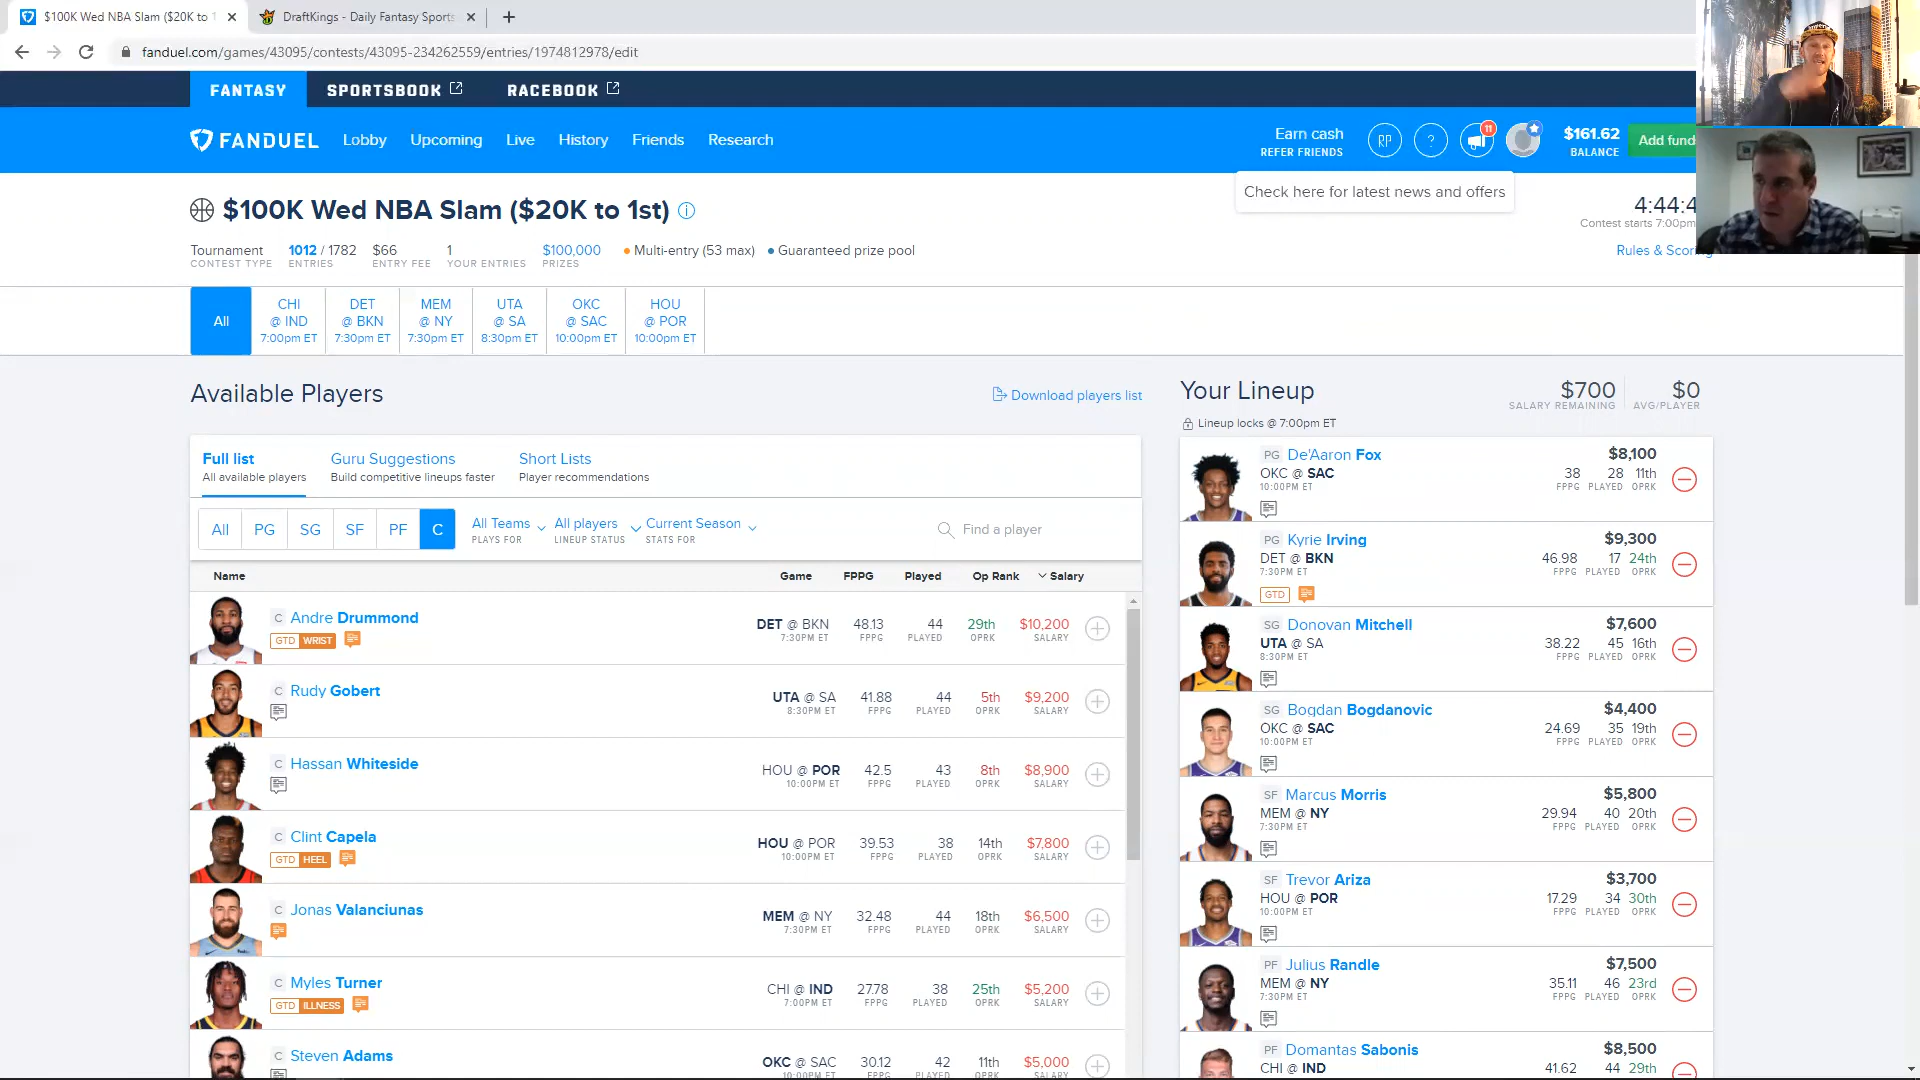 $100K Wed NBA Slam ($20K to 1
DraftKings - Daily Fantasy Sports
fanduel.com/games/43095/contests/43095-234262559/entries/1974812978/edit
FANTASY SPORTSBOOK RACEBOOK
FANDUEL Lobby Upcoming Live History Friends Research
Earn cash
REFER FRIENDS
RP ? 11
$161.62
BALANCE
Add fund
Check here for latest news and offers
$100K Wed NBA Slam ($20K to 1st)
4:44:4
Contest starts 7:00pm
Tournament 1012 / 1782 $66 1 $100,000 Multi-entry (53 max) Guaranteed prize pool
CONTEST TYPE ENTRIES ENTRY FEE YOUR ENTRIES PRIZES
Rules & Scoring
All
CHI @ IND 7:00pm ET
DET @ BKN 7:30pm ET
MEM @ NY 7:30pm ET
UTA @ SA 8:30pm ET
OKC @ SAC 10:00pm ET
HOU @ POR 10:00pm ET
Available Players
Download players list
Full list
All available players
Guru Suggestions
Build competitive lineups faster
Short Lists
Player recommendations
All PG SG SF PF C
All Teams
PLAYS FOR
All players
LINEUP STATUS
Current Season
STATS FOR
Find a player
Name Game FPPG Played Op Rank Salary
C Andre Drummond DET @ BKN 48.13 44 29th $10,200
GTD WRIST 7:30PM ET FPPG PLAYED OPRK SALARY
C Rudy Gobert UTA @ SA 41.88 44 5th $9,200
8:30PM ET FPPG PLAYED OPRK SALARY
C Hassan Whiteside HOU @ POR 42.5 43 8th $8,900
10:00PM ET FPPG PLAYED OPRK SALARY
C Clint Capela HOU @ POR 39.53 38 14th $7,800
GTD HEEL 10:00PM ET FPPG PLAYED OPRK SALARY
C Jonas Valanciunas MEM @ NY 32.48 44 18th $6,500
7:30PM ET FPPG PLAYED OPRK SALARY
C Myles Turner CHI @ IND 27.78 38 25th $5,200
GTD ILLNESS 7:00PM ET FPPG PLAYED OPRK SALARY
C Steven Adams OKC @ SAC 30.12 42 11th $5,000
10:00PM ET FPPG PLAYED OPRK SALARY
Your Lineup
$700
SALARY REMAINING
$0
AVG/PLAYER
Lineup locks @ 7:00pm ET
PG De'Aaron Fox $8,100
OKC @ SAC 38 28 11th
10:00PM ET FPPG PLAYED OPRK
PG Kyrie Irving $9,300
DET @ BKN 46.98 17 24th
7:30PM ET FPPG PLAYED OPRK
GTD
SG Donovan Mitchell $7,600
UTA @ SA 38.22 45 16th
8:30PM ET FPPG PLAYED OPRK
SG Bogdan Bogdanovic $4,400
OKC @ SAC 24.69 35 19th
10:00PM ET FPPG PLAYED OPRK
SF Marcus Morris $5,800
MEM @ NY 29.94 40 20th
7:30PM ET FPPG PLAYED OPRK
SF Trevor Ariza $3,700
HOU @ POR 17.29 34 30th
10:00PM ET FPPG PLAYED OPRK
PF Julius Randle $7,500
MEM @ NY 35.11 46 23rd
7:30PM ET FPPG PLAYED OPRK
PF Domantas Sabonis $8,500
CHI @ IND 41.62 44 29th